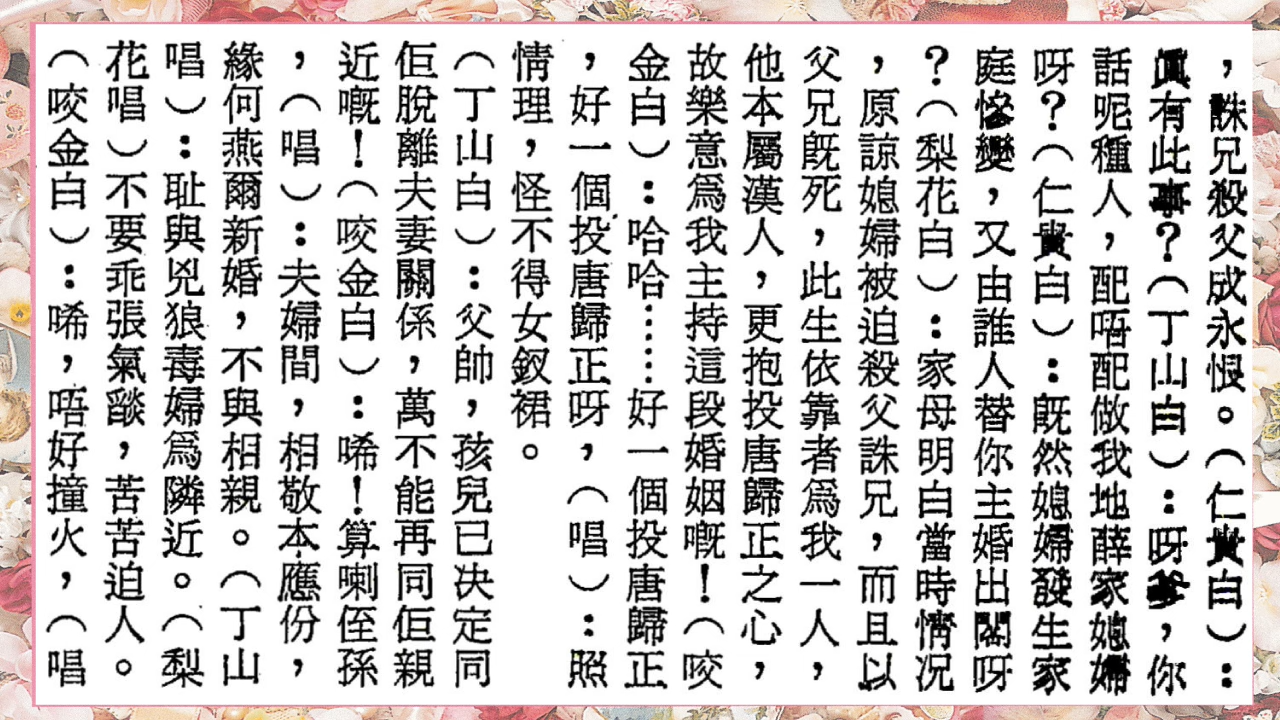 ，誅兄殺父成永恨。（仁貴白）：
眞有此事？（丁山白）：呀爹，你
話呢種人，配唔配做我地薛家媳婦
呀？（仁貴白）：既然媳婦發生家
庭慘變，又由誰人替你主婚出閣呀
？（梨花白）：家母明白當時情况
，原諒媳婦被迫殺父誅兄，而且以
父兄既死，此生依靠者爲我一人，
他本屬漢人，更抱投唐歸正之心，
故樂意爲我主持這段婚姻嘅！（咬
金白）：哈哈……好一個投唐歸正
，好一個投唐歸正呀，（唱）：照
情理，怪不得女釵裙。
（丁山白）：父帥，孩兒已決定同
佢脫離夫妻關係，萬不能再同佢親
近嘅！（咬金白）：唏！算喇侄孫
，（唱）：夫婦間，相敬本應份，
緣何燕爾新婚，不與相親。（丁山
唱）：耻與兇狼毒婦爲隣近。（梨
花唱）不要乖張氣燄，苦苦迫人。
（咬金白）：唏，唔好撞火，（唱